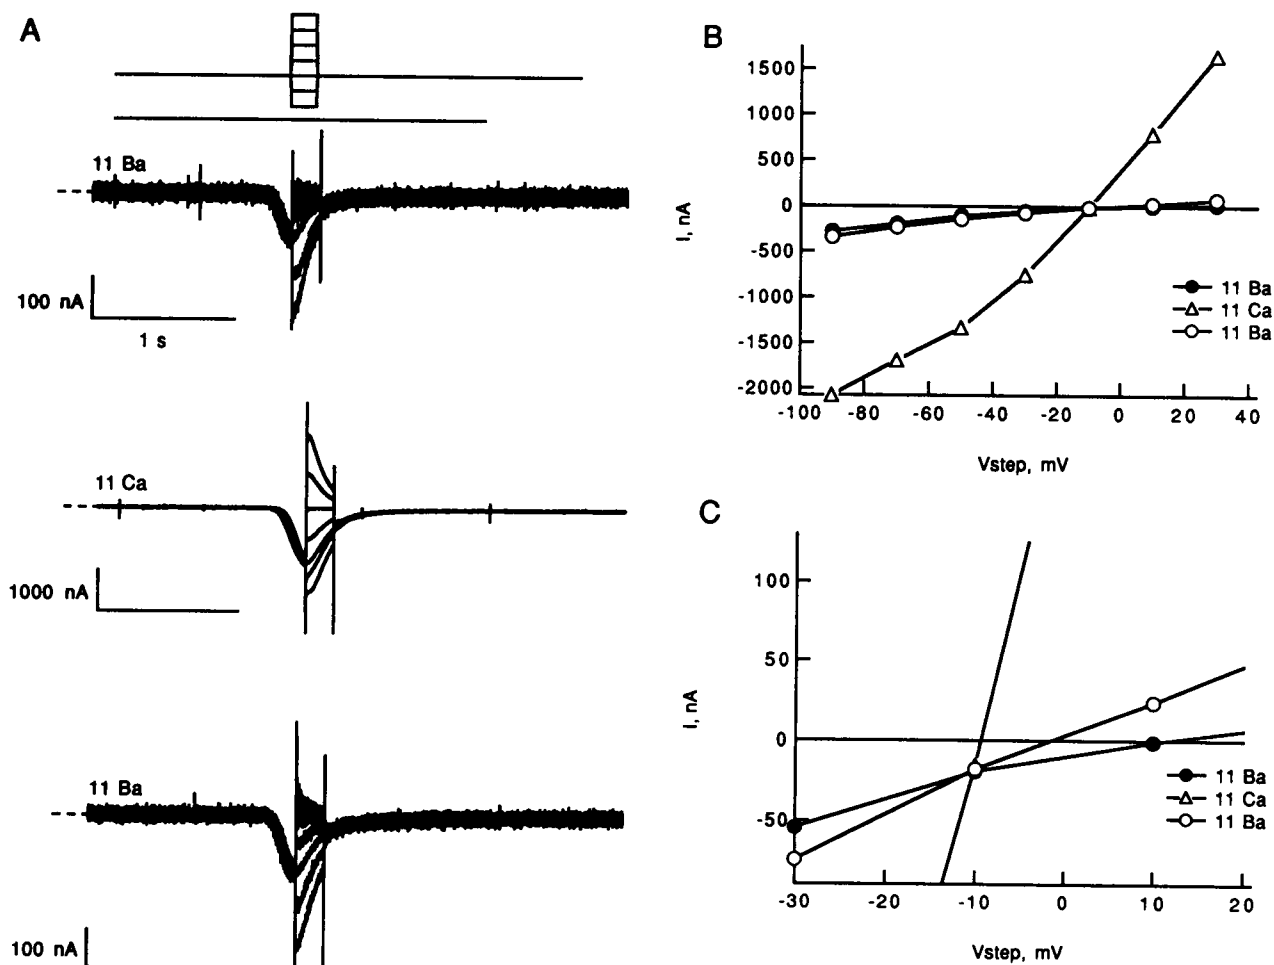 A
11 Ba
100 nA
1 s
11 Ca
1000 nA
11 Ba
100 nA
B
1500
1000
500
0
-500
-1000
-1500
-2000
I, nA
-100 -80 -60 -40 -20 0 20 40
Vstep, mV
11 Ba
11 Ca
11 Ba
C
100
50
0
-50
I, nA
-30 -20 -10 0 10 20
Vstep, mV
11 Ba
11 Ca
11 Ba